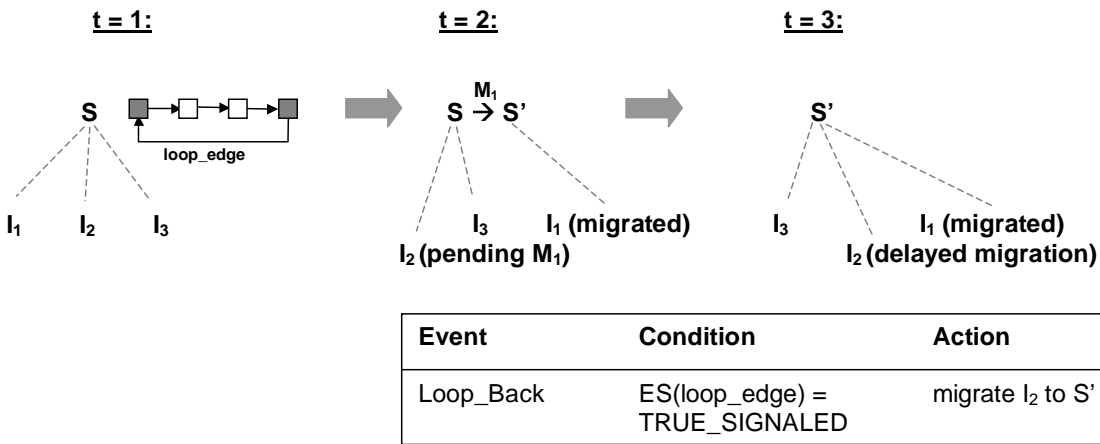 t = 1: t = 2: t = 3:
M₁
S S → S’ S’
loop_edge
I₁ I₂ I₃ I₃ I₁ (migrated) I₃ I₁ (migrated)
I₂ (pending M₁) I₂ (delayed migration)
Event Condition Action
Loop_Back ES(loop_edge) = migrate I₂ to S’
TRUE_SIGNALED